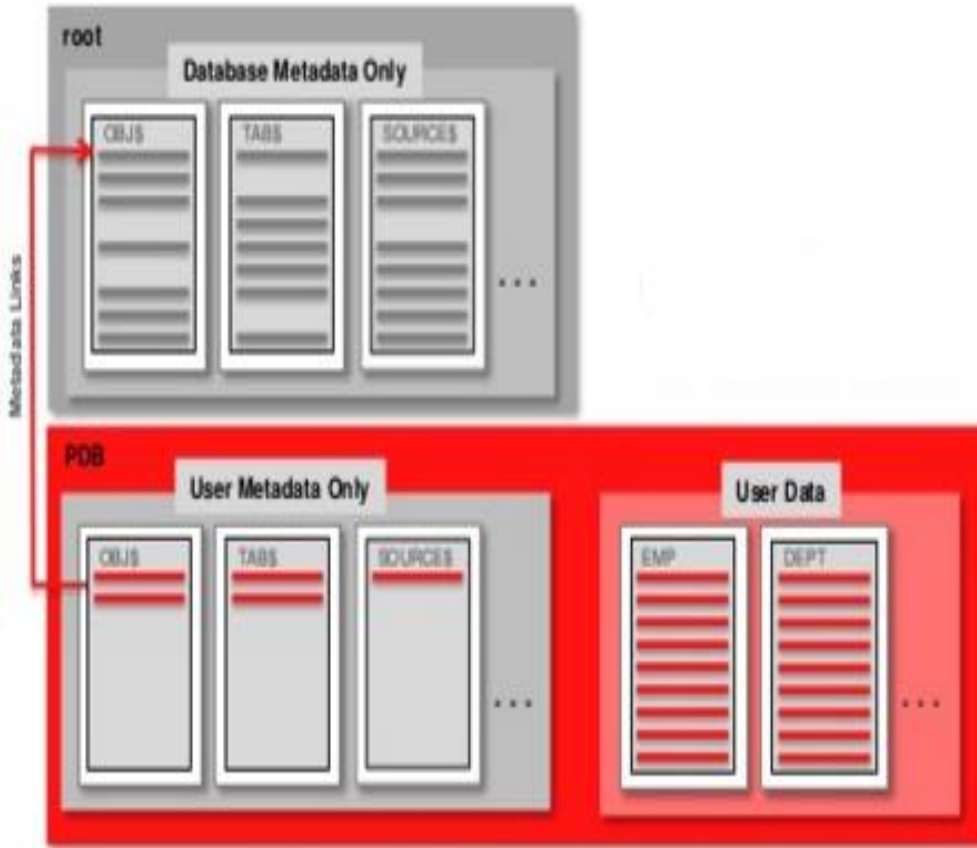 root
Database Metadata Only
OBJ$
TAB$
SOURCE$
...
Metadata Links
PDB
User Metadata Only
OBJ$
TAB$
SOURCE$
...
User Data
EMP
DEPT
...